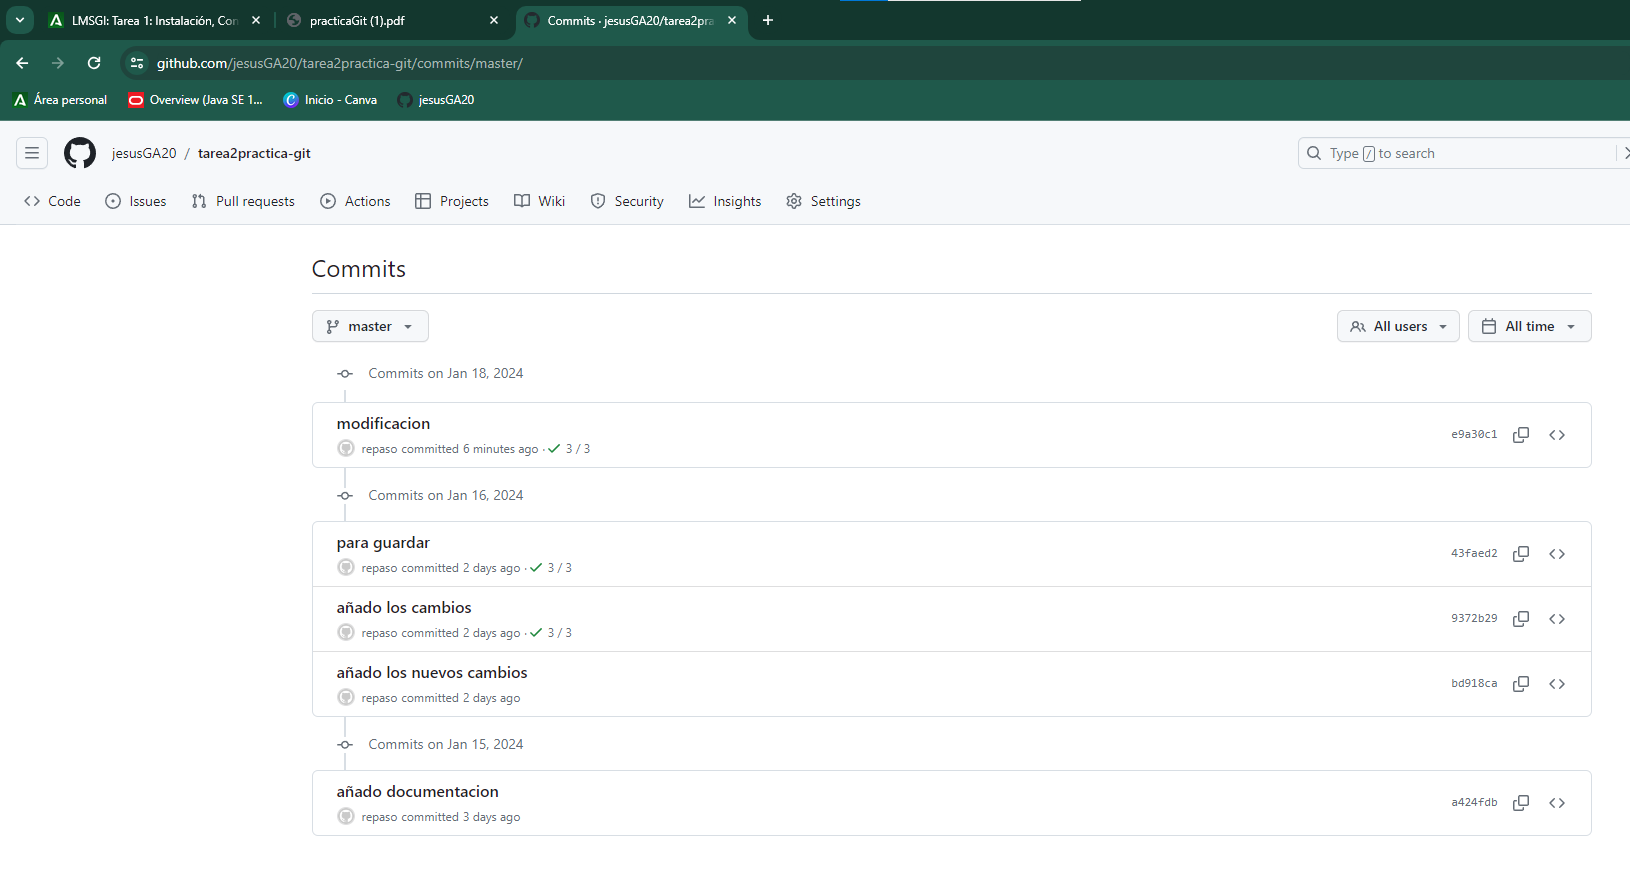 LMSGI: Tarea 1: Instalación, Con
practicaGit (1).pdf
Commits · jesusGA20/tarea2pra
github.com/jesusGA20/tarea2practica-git/commits/master/
Área personal
Overview (Java SE 1...
Inicio - Canva
jesusGA20
jesusGA20 / tarea2practica-git
Type / to search
Code
Issues
Pull requests
Actions
Projects
Wiki
Security
Insights
Settings
Commits
master
All users
All time
Commits on Jan 18, 2024
modificacion
e9a30c1
repaso committed 6 minutes ago · 3 / 3
Commits on Jan 16, 2024
para guardar
43faed2
repaso committed 2 days ago · 3 / 3
añado los cambios
9372b29
repaso committed 2 days ago · 3 / 3
añado los nuevos cambios
bd918ca
repaso committed 2 days ago
Commits on Jan 15, 2024
añado documentacion
a424fdb
repaso committed 3 days ago